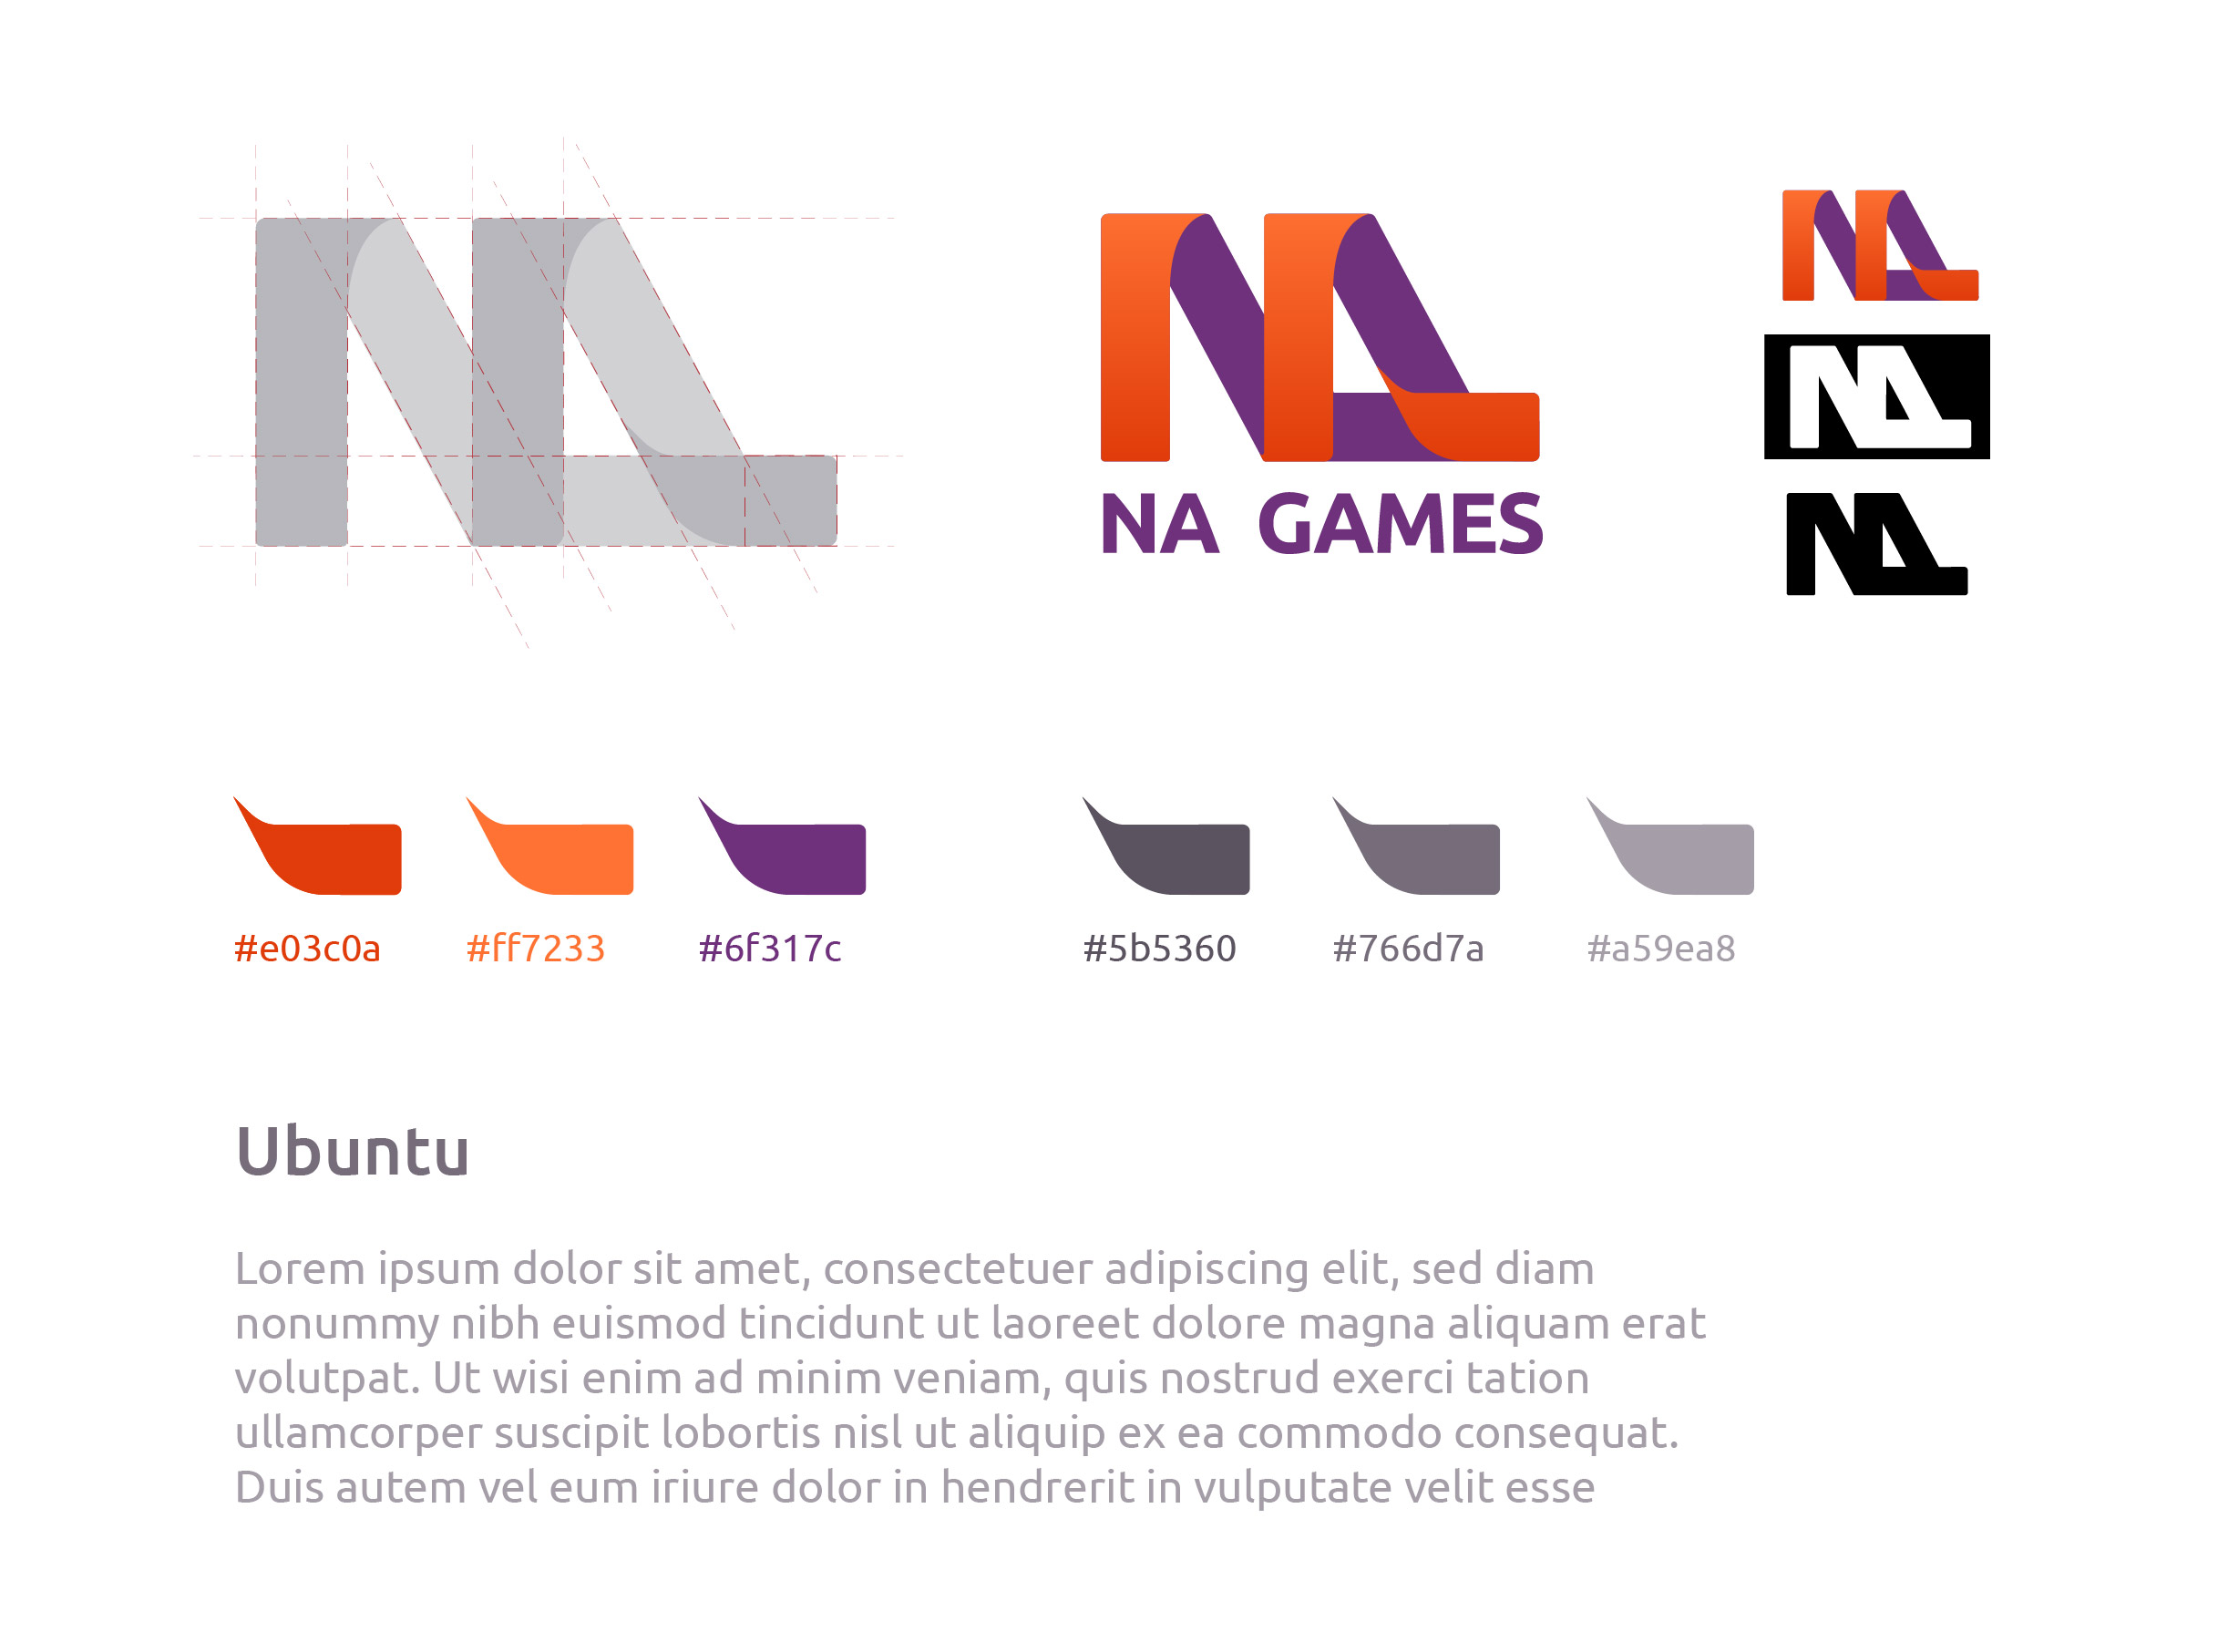 NA GAMES
NA
#e03c0a
#ff7233
#6f317c
#5b5360
#766d7a
#a59ea8
Ubuntu
Lorem ipsum dolor sit amet, consectetuer adipiscing elit, sed diam
nonummy nibh euismod tincidunt ut laoreet dolore magna aliquam erat
volutpat. Ut wisi enim ad minim veniam, quis nostrud exerci tation
ullamcorper suscipit lobortis nisl ut aliquip ex ea commodo consequat.
Duis autem vel eum iriure dolor in hendrerit in vulputate velit esse